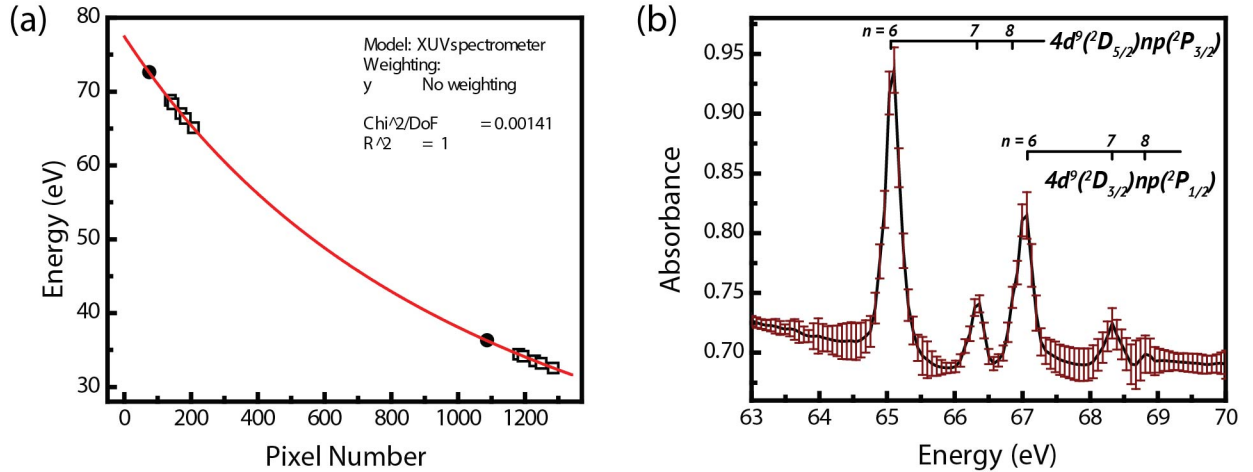 (a)
80
70
60
50
40
30
Energy (eV)
0
200
400
600
800
1000
1200
Pixel Number
Model: XUVspectrometer
Weighting:
y No weighting
Chi^2/DoF = 0.00141
R^2 = 1
(b)
0.95
0.90
0.85
0.80
0.75
0.70
Absorbance
63
64
65
66
67
68
69
70
Energy (eV)
n = 6
7
8
4d⁹(²D₅/₂)np(²P₃/₂)
n = 6
7
8
4d⁹(²D₃/₂)np(²P₁/₂)